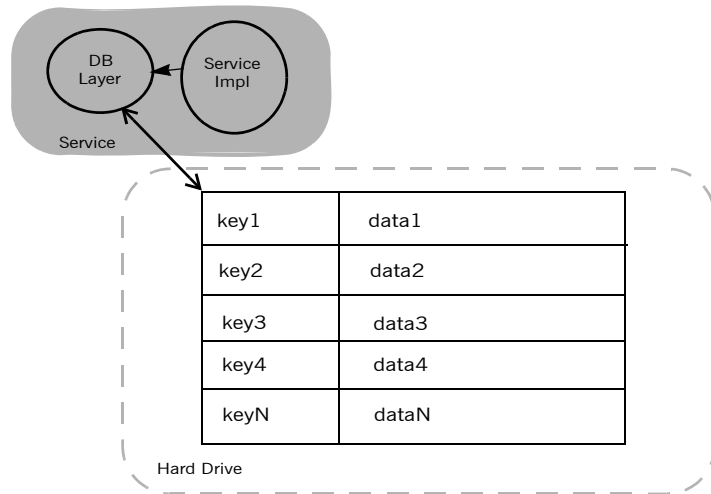 DB
Layer
Service
Impl
Service
key1 data1
key2 data2
key3 data3
key4 data4
keyN dataN
Hard Drive